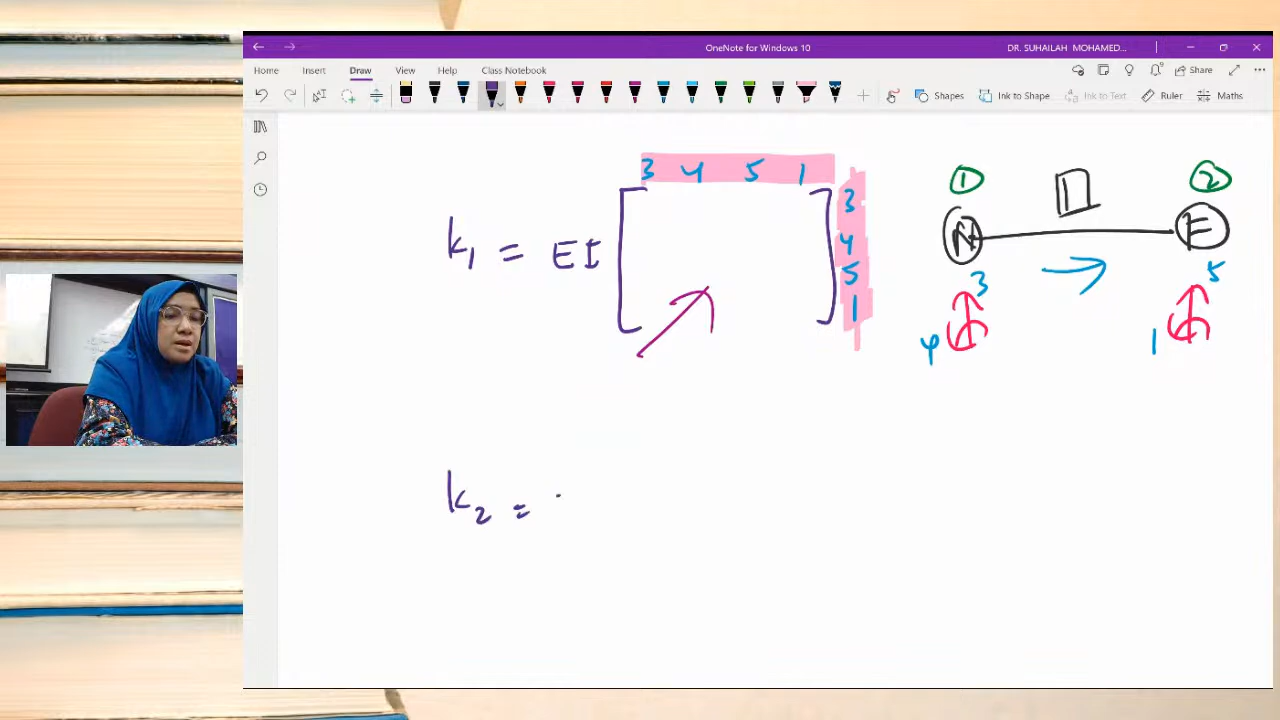 OneNote for Windows 10
DR. SUHAILAH MOHAMED...
Home Insert Draw View Help Class Notebook
Share
Shapes Ink to Shape Ink to Text Ruler Maths
3 4 5 1
k₁ = EI
3
4
5
1
1 2
1
N F
3 5
4 1
k₂ =